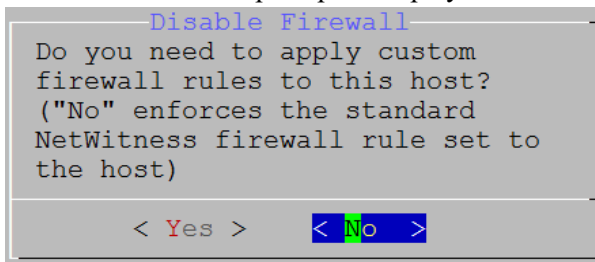 Disable Firewall
Do you need to apply custom
firewall rules to this host?
("No" enforces the standard
NetWitness firewall rule set to
the host)
< Yes > < No >